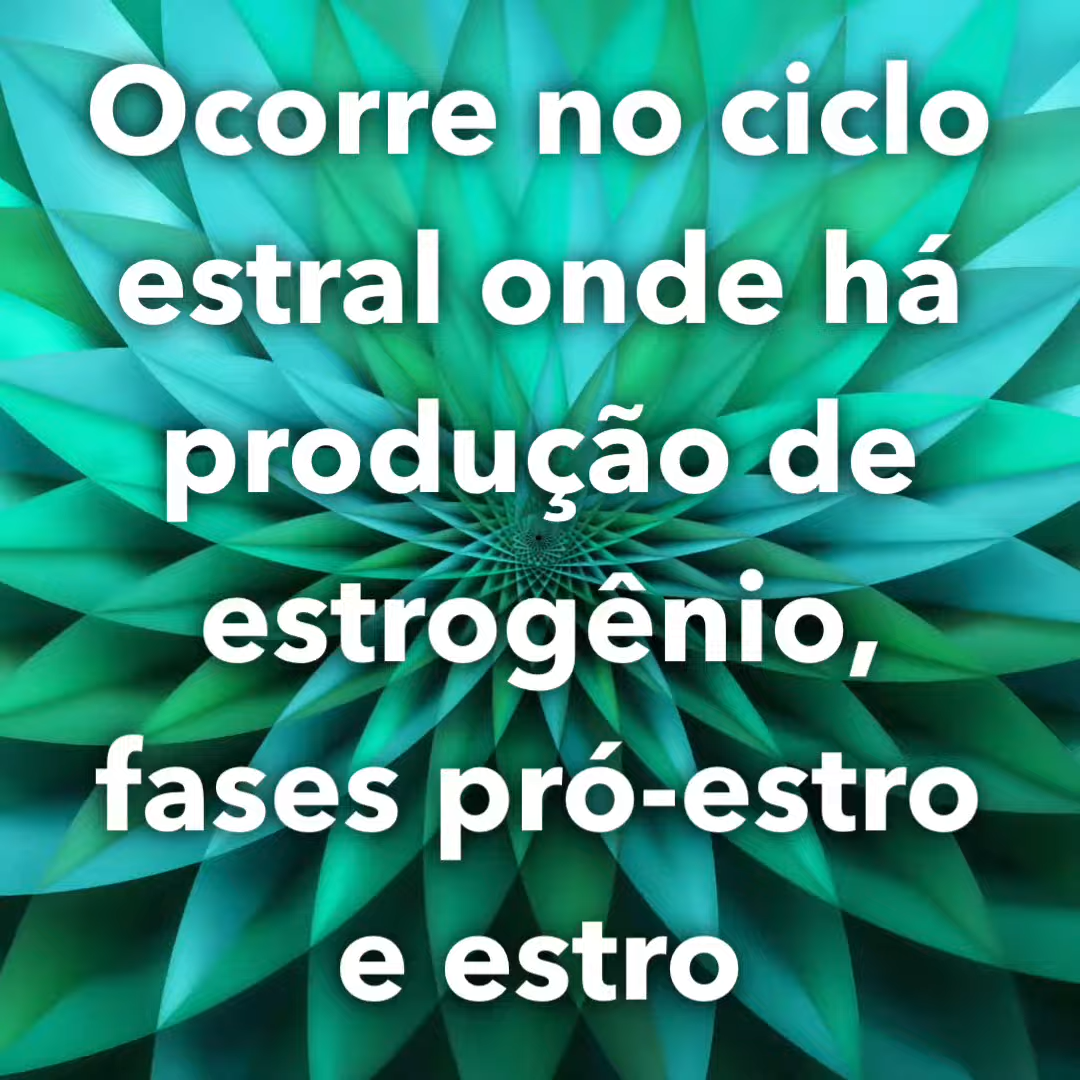 Ocorre no ciclo
estral onde há
produção de
estrogênio,
fases pró-estro
e estro